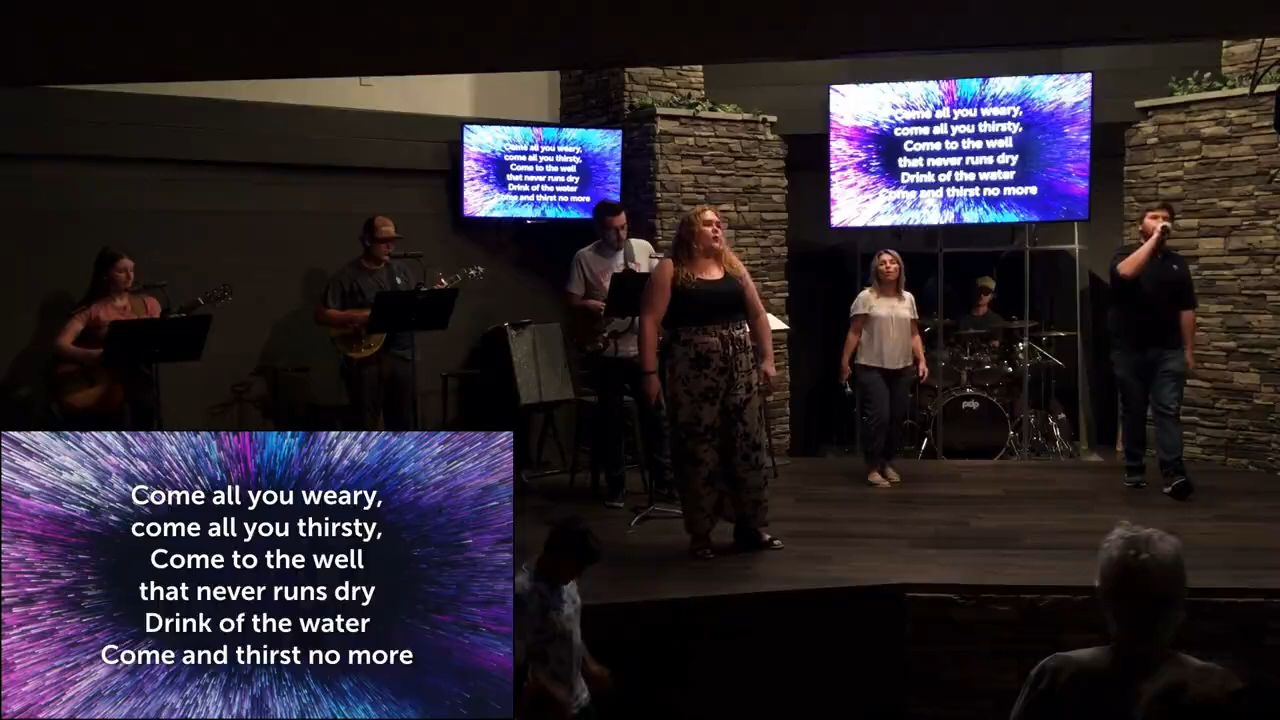 Come all you weary,
come all you thirsty,
Come to the well
that never runs dry
Drink of the water
Come and thirst no more
Come all you weary,
come all you thirsty,
Come to the well
that never runs dry
Drink of the water
Come and thirst no more
pdp
Come all you weary,
come all you thirsty,
Come to the well
that never runs dry
Drink of the water
Come and thirst no more